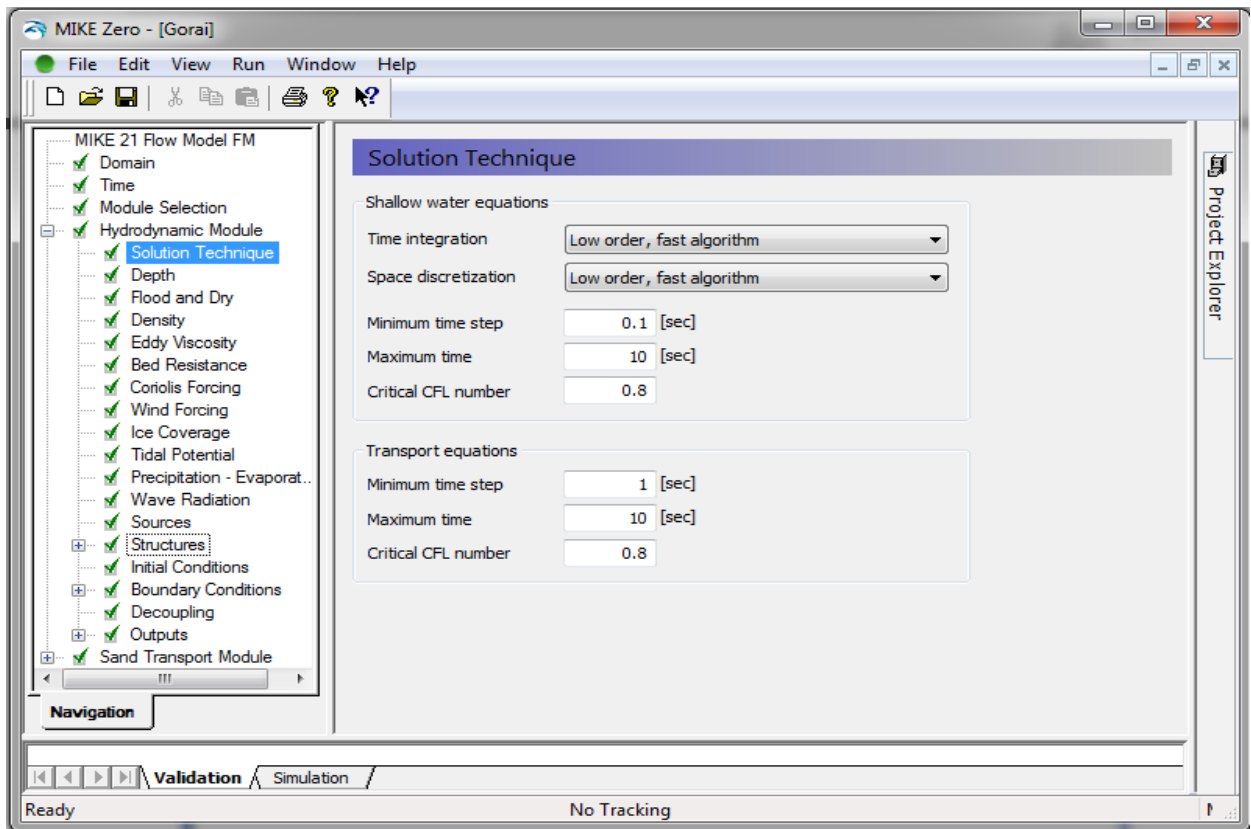 MIKE Zero - [Gorai]
File Edit View Run Window Help
MIKE 21 Flow Model FM
Domain
Time
Module Selection
Hydrodynamic Module
Solution Technique
Depth
Flood and Dry
Density
Eddy Viscosity
Bed Resistance
Coriolis Forcing
Wind Forcing
Ice Coverage
Tidal Potential
Precipitation - Evaporat..
Wave Radiation
Sources
Structures
Initial Conditions
Boundary Conditions
Decoupling
Outputs
Sand Transport Module
Navigation
Solution Technique
Shallow water equations
Time integration Low order, fast algorithm
Space discretization Low order, fast algorithm
Minimum time step 0.1 [sec]
Maximum time 10 [sec]
Critical CFL number 0.8
Transport equations
Minimum time step 1 [sec]
Maximum time 10 [sec]
Critical CFL number 0.8
Project Explorer
Validation Simulation
Ready No Tracking